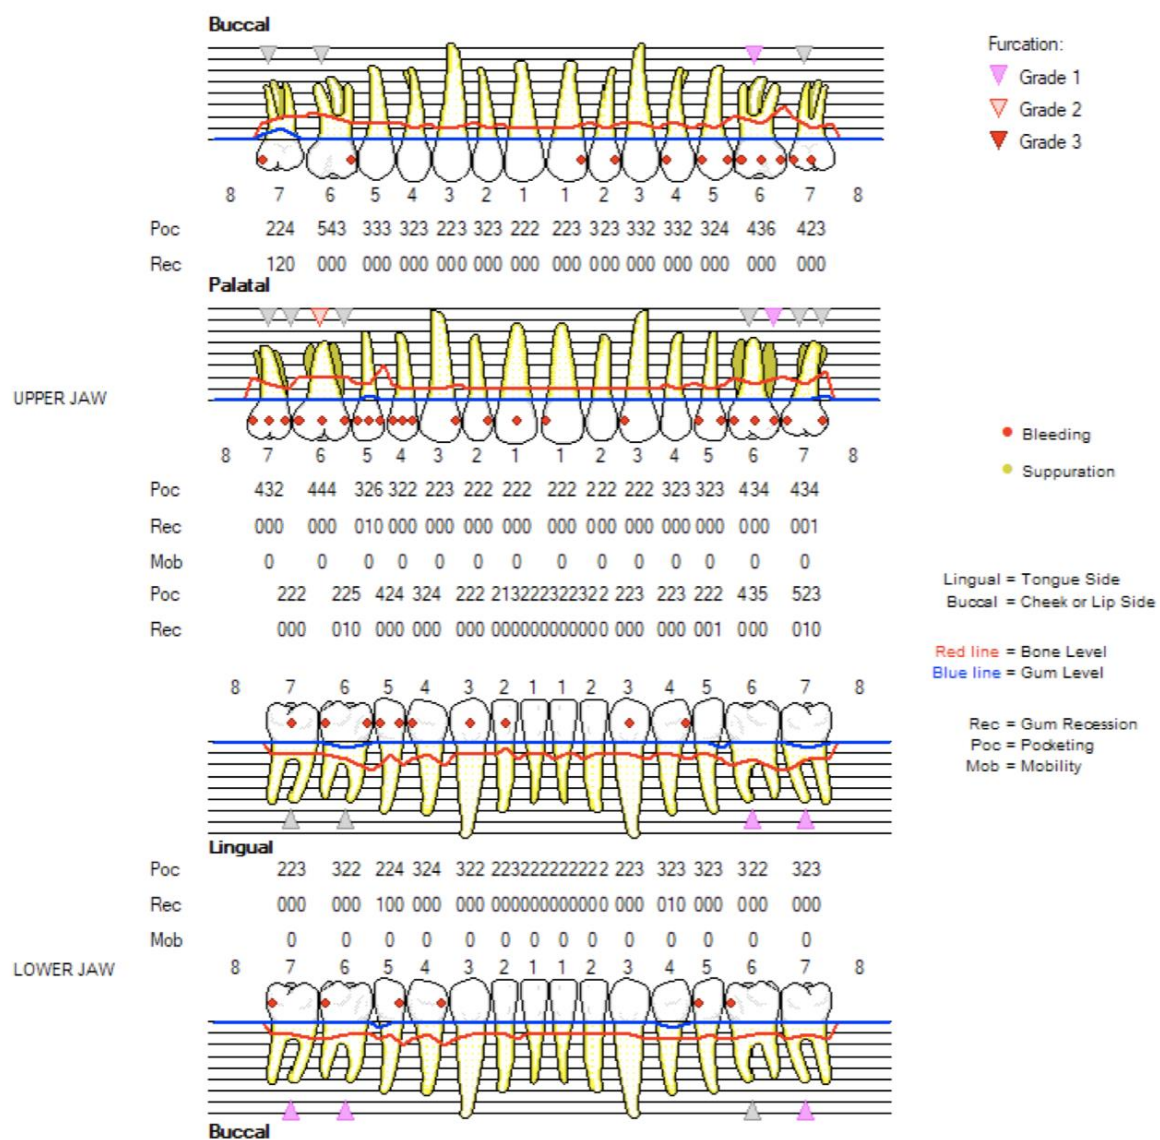 Buccal
Furcation:
Grade 1
Grade 2
Grade 3
8 7 6 5 4 3 2 1 1 2 3 4 5 6 7 8
Poc 224 543 333 323 223 323 222 223 323 332 332 324 436 423
Rec 120 000 000 000 000 000 000 000 000 000 000 000 000 000
Palatal
UPPER JAW
Bleeding
8 7 6 5 4 3 2 1 1 2 3 4 5 6 7 8
Suppuration
Poc 432 444 326 322 223 222 222 222 222 222 323 323 434 434
Rec 000 000 010 000 000 000 000 000 000 000 000 000 000 001
Mob 0 0 0 0 0 0 0 0 0 0 0 0 0 0
Lingual = Tongue Side
Poc 222 225 424 324 222 213222322322 223 223 222 435 523
Buccal = Cheek or Lip Side
Rec 000 010 000 000 000 000000000000 000 000 001 000 010
Red line = Bone Level
Blue line = Gum Level
8 7 6 5 4 3 2 1 1 2 3 4 5 6 7 8
Rec = Gum Recession
Poc = Pocketing
Mob = Mobility
Lingual
Poc 223 322 224 324 322 223222222222 223 323 323 322 323
Rec 000 000 100 000 000 000000000000 000 010 000 000 000
Mob 0 0 0 0 0 0 0 0 0 0 0 0 0 0
LOWER JAW
8 7 6 5 4 3 2 1 1 2 3 4 5 6 7 8
Buccal